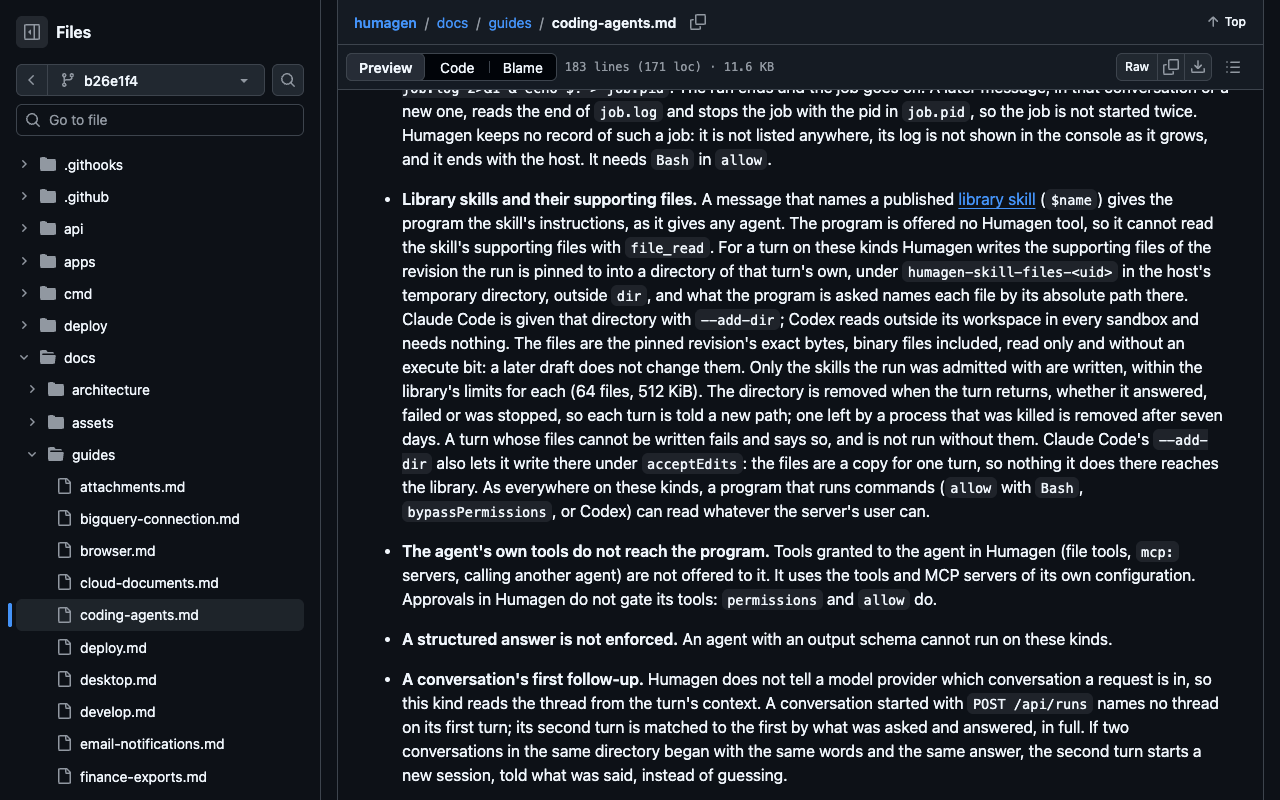 Files
humagen / docs / guides / coding-agents.md
Top
b26e1f4
Preview Code Blame 183 lines (171 loc) · 11.6 KB
Raw
Go to file
.githooks
.github
api
apps
cmd
deploy
docs
architecture
assets
guides
attachments.md
bigquery-connection.md
browser.md
cloud-documents.md
coding-agents.md
deploy.md
desktop.md
develop.md
email-notifications.md
finance-exports.md
new one, reads the end of job.log and stops the job with the pid in job.pid, so the job is not started twice.
Humagen keeps no record of such a job: it is not listed anywhere, its log is not shown in the console as it grows,
and it ends with the host. It needs Bash in allow.
• Library skills and their supporting files. A message that names a published library skill ($name) gives the
program the skill's instructions, as it gives any agent. The program is offered no Humagen tool, so it cannot read
the skill's supporting files with file_read. For a turn on these kinds Humagen writes the supporting files of the
revision the run is pinned to into a directory of that turn's own, under humagen-skill-files-<uid> in the host's
temporary directory, outside dir, and what the program is asked names each file by its absolute path there.
Claude Code is given that directory with --add-dir; Codex reads outside its workspace in every sandbox and
needs nothing. The files are the pinned revision's exact bytes, binary files included, read only and without an
execute bit: a later draft does not change them. Only the skills the run was admitted with are written, within the
library's limits for each (64 files, 512 KiB). The directory is removed when the turn returns, whether it answered,
failed or was stopped, so each turn is told a new path; one left by a process that was killed is removed after seven
days. A turn whose files cannot be written fails and says so, and is not run without them. Claude Code's --add-
dir also lets it write there under acceptEdits: the files are a copy for one turn, so nothing it does there reaches
the library. As everywhere on these kinds, a program that runs commands (allow with Bash,
bypassPermissions, or Codex) can read whatever the server's user can.
• The agent's own tools do not reach the program. Tools granted to the agent in Humagen (file tools, mcp:
servers, calling another agent) are not offered to it. It uses the tools and MCP servers of its own configuration.
Approvals in Humagen do not gate its tools: permissions and allow do.
• A structured answer is not enforced. An agent with an output schema cannot run on these kinds.
• A conversation's first follow-up. Humagen does not tell a model provider which conversation a request is in, so
this kind reads the thread from the turn's context. A conversation started with POST /api/runs names no thread
on its first turn; its second turn is matched to the first by what was asked and answered, in full. If two
conversations in the same directory began with the same words and the same answer, the second turn starts a
new session, told what was said, instead of guessing.